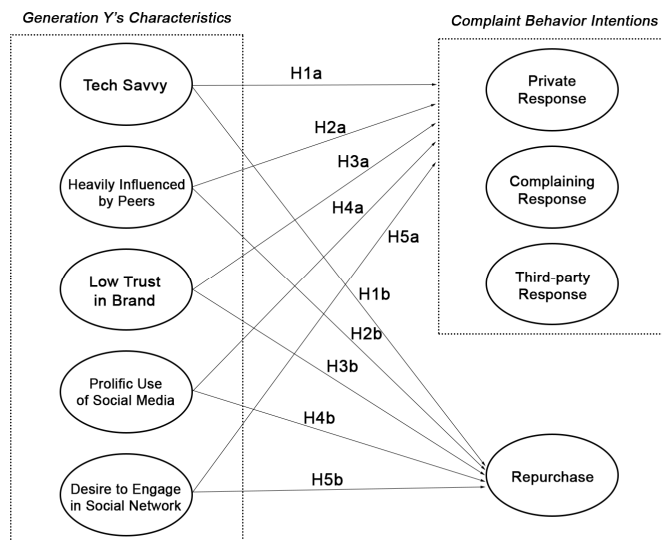 Generation Y's Characteristics
Complaint Behavior Intentions
Tech Savvy
Heavily Influenced
by Peers
Low Trust
in Brand
Prolific Use
of Social Media
Desire to Engage
in Social Network
H1a
H2a
H3a
H4a
H5a
H1b
H2b
H3b
H4b
H5b
Private
Response
Complaining
Response
Third-party
Response
Repurchase